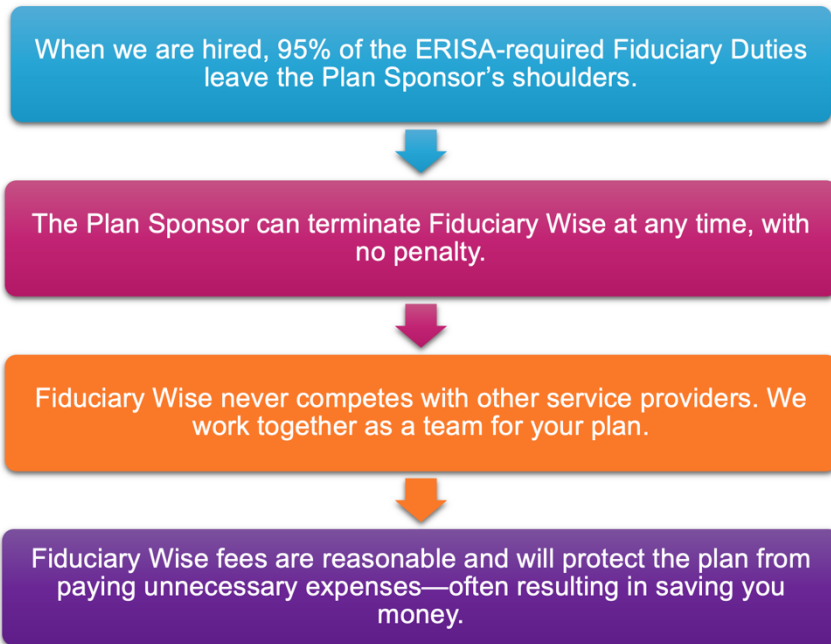 When we are hired, 95% of the ERISA-required Fiduciary Duties
leave the Plan Sponsor’s shoulders.
The Plan Sponsor can terminate Fiduciary Wise at any time, with
no penalty.
Fiduciary Wise never competes with other service providers. We
work together as a team for your plan.
Fiduciary Wise fees are reasonable and will protect the plan from
paying unnecessary expenses—often resulting in saving you
money.